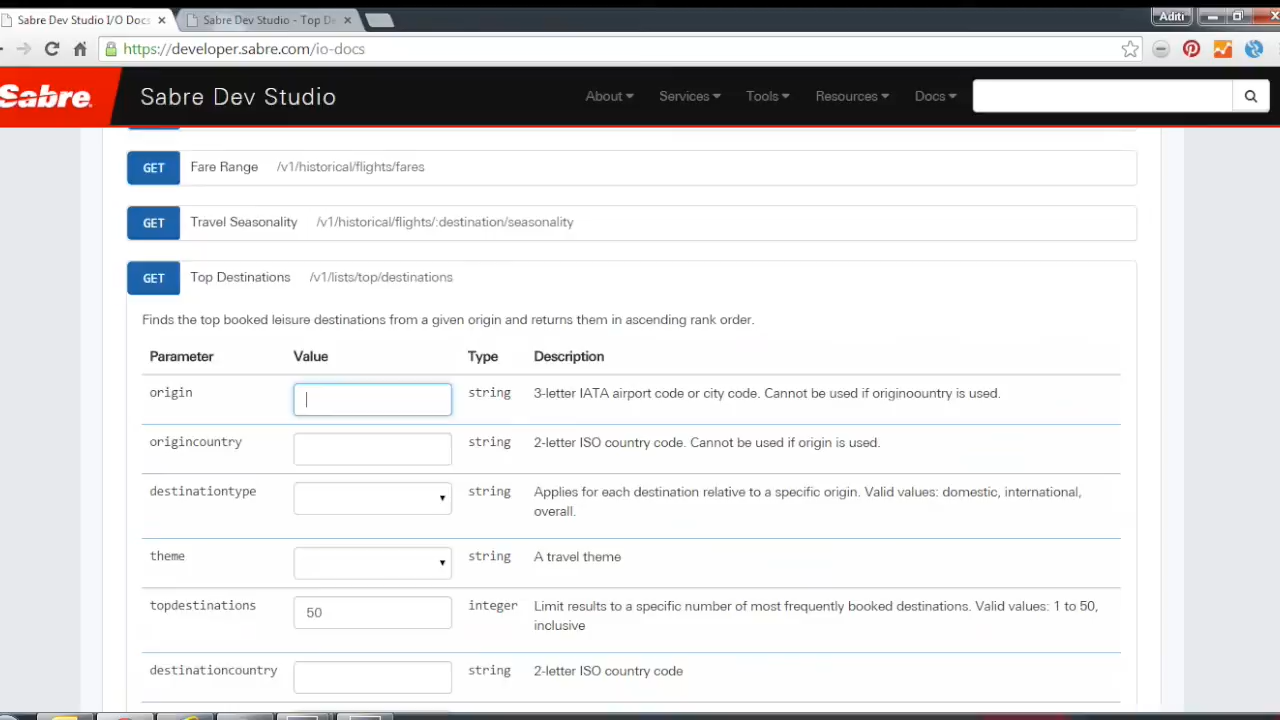 Sabre Dev Studio I/O Docs
Sabre Dev Studio - Top De
Aditi
https://developer.sabre.com/io-docs
Sabre
Sabre Dev Studio
About Services Tools Resources Docs
GET Fare Range /v1/historical/flights/fares
GET Travel Seasonality /v1/historical/flights/:destination/seasonality
GET Top Destinations /v1/lists/top/destinations
Finds the top booked leisure destinations from a given origin and returns them in ascending rank order.
Parameter Value Type Description
origin string 3-letter IATA airport code or city code. Cannot be used if originoountry is used.
origincountry string 2-letter ISO country code. Cannot be used if origin is used.
destinationtype string Applies for each destination relative to a specific origin. Valid values: domestic, international,
overall.
theme string A travel theme
topdestinations 50 integer Limit results to a specific number of most frequently booked destinations. Valid values: 1 to 50,
inclusive
destinationcountry string 2-letter ISO country code